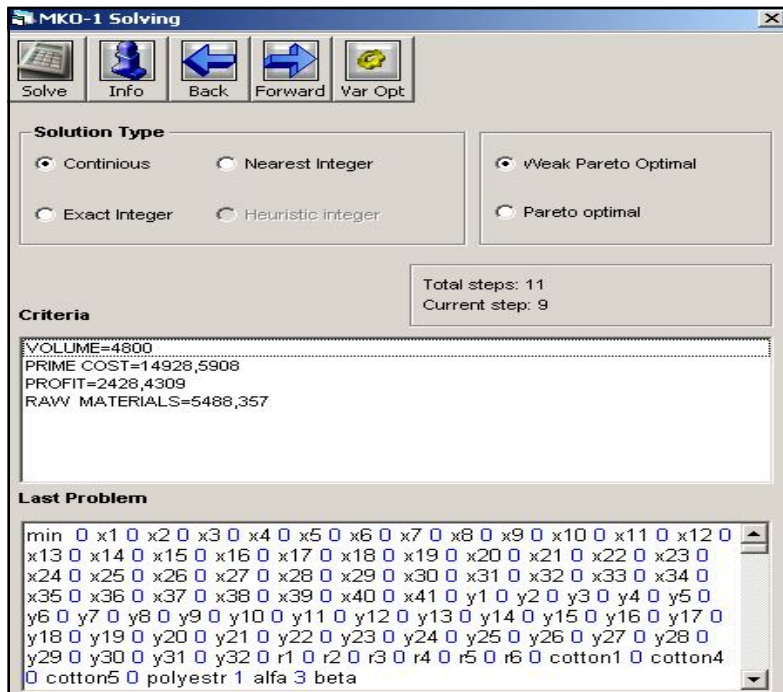 MKO-1 Solving
Solve Info Back Forward Var Opt
Solution Type
Continious Nearest Integer Weak Pareto Optimal
Exact Integer Heuristic integer Pareto optimal
Total steps: 11
Current step: 9
Criteria
VOLUME=4800
PRIME COST=14928,5908
PROFIT=2428,4309
RAW MATERIALS=5488,357
Last Problem
min 0 x1 0 x2 0 x3 0 x4 0 x5 0 x6 0 x7 0 x8 0 x9 0 x10 0 x11 0 x12 0
x13 0 x14 0 x15 0 x16 0 x17 0 x18 0 x19 0 x20 0 x21 0 x22 0 x23 0
x24 0 x25 0 x26 0 x27 0 x28 0 x29 0 x30 0 x31 0 x32 0 x33 0 x34 0
x35 0 x36 0 x37 0 x38 0 x39 0 x40 0 x41 0 y1 0 y2 0 y3 0 y4 0 y5 0
y6 0 y7 0 y8 0 y9 0 y10 0 y11 0 y12 0 y13 0 y14 0 y15 0 y16 0 y17 0
y18 0 y19 0 y20 0 y21 0 y22 0 y23 0 y24 0 y25 0 y26 0 y27 0 y28 0
y29 0 y30 0 y31 0 y32 0 r1 0 r2 0 r3 0 r4 0 r5 0 r6 0 cotton1 0 cotton4
0 cotton5 0 polyestr 1 alfa 3 beta